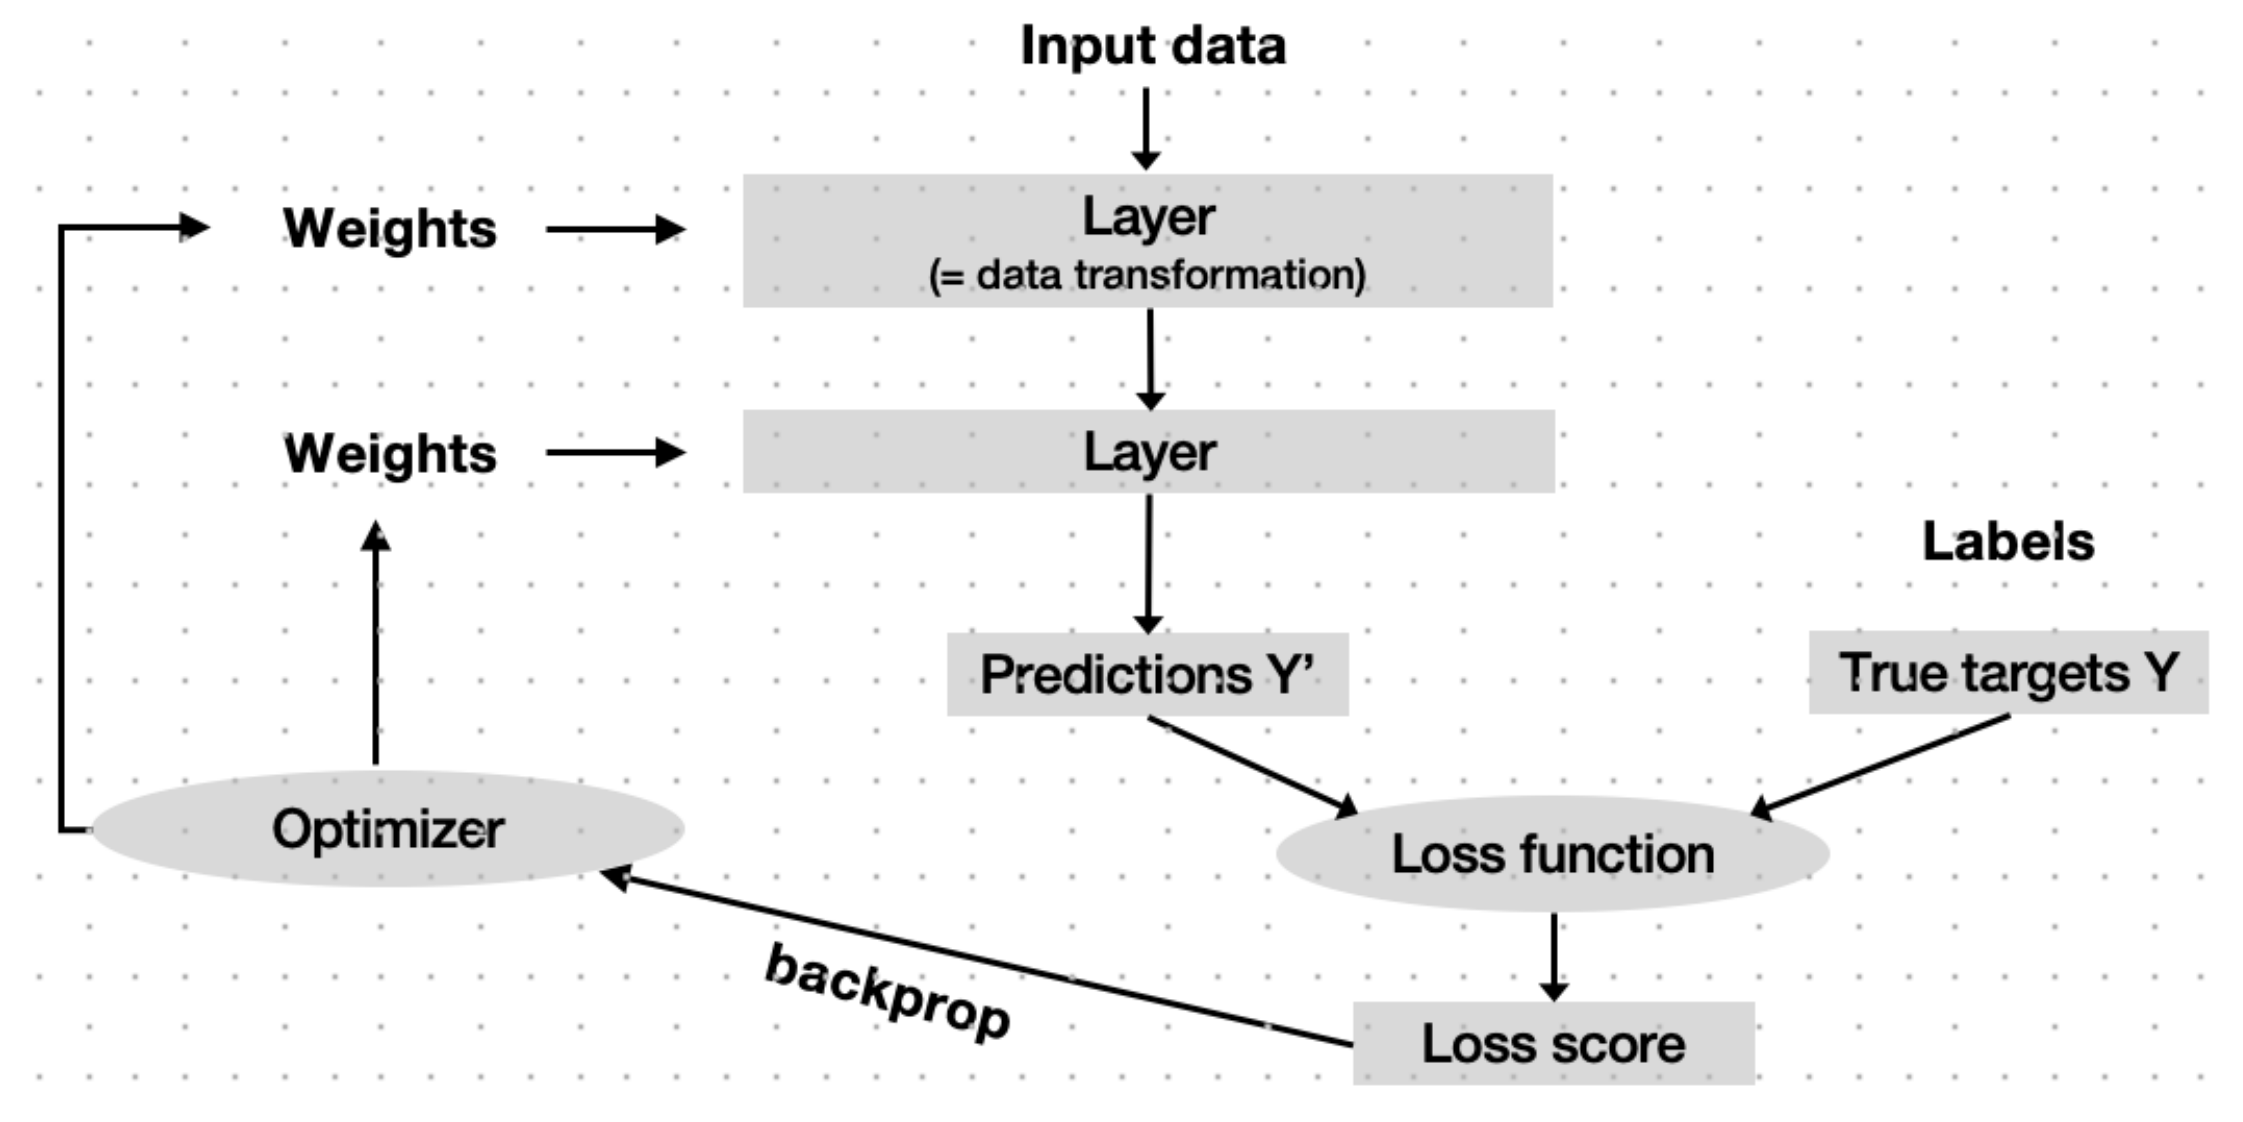 Input data
Weights
Layer
(= data transformation)
Weights
Layer
Labels
Predictions Y’
True targets Y
Optimizer
Loss function
backprop
Loss score